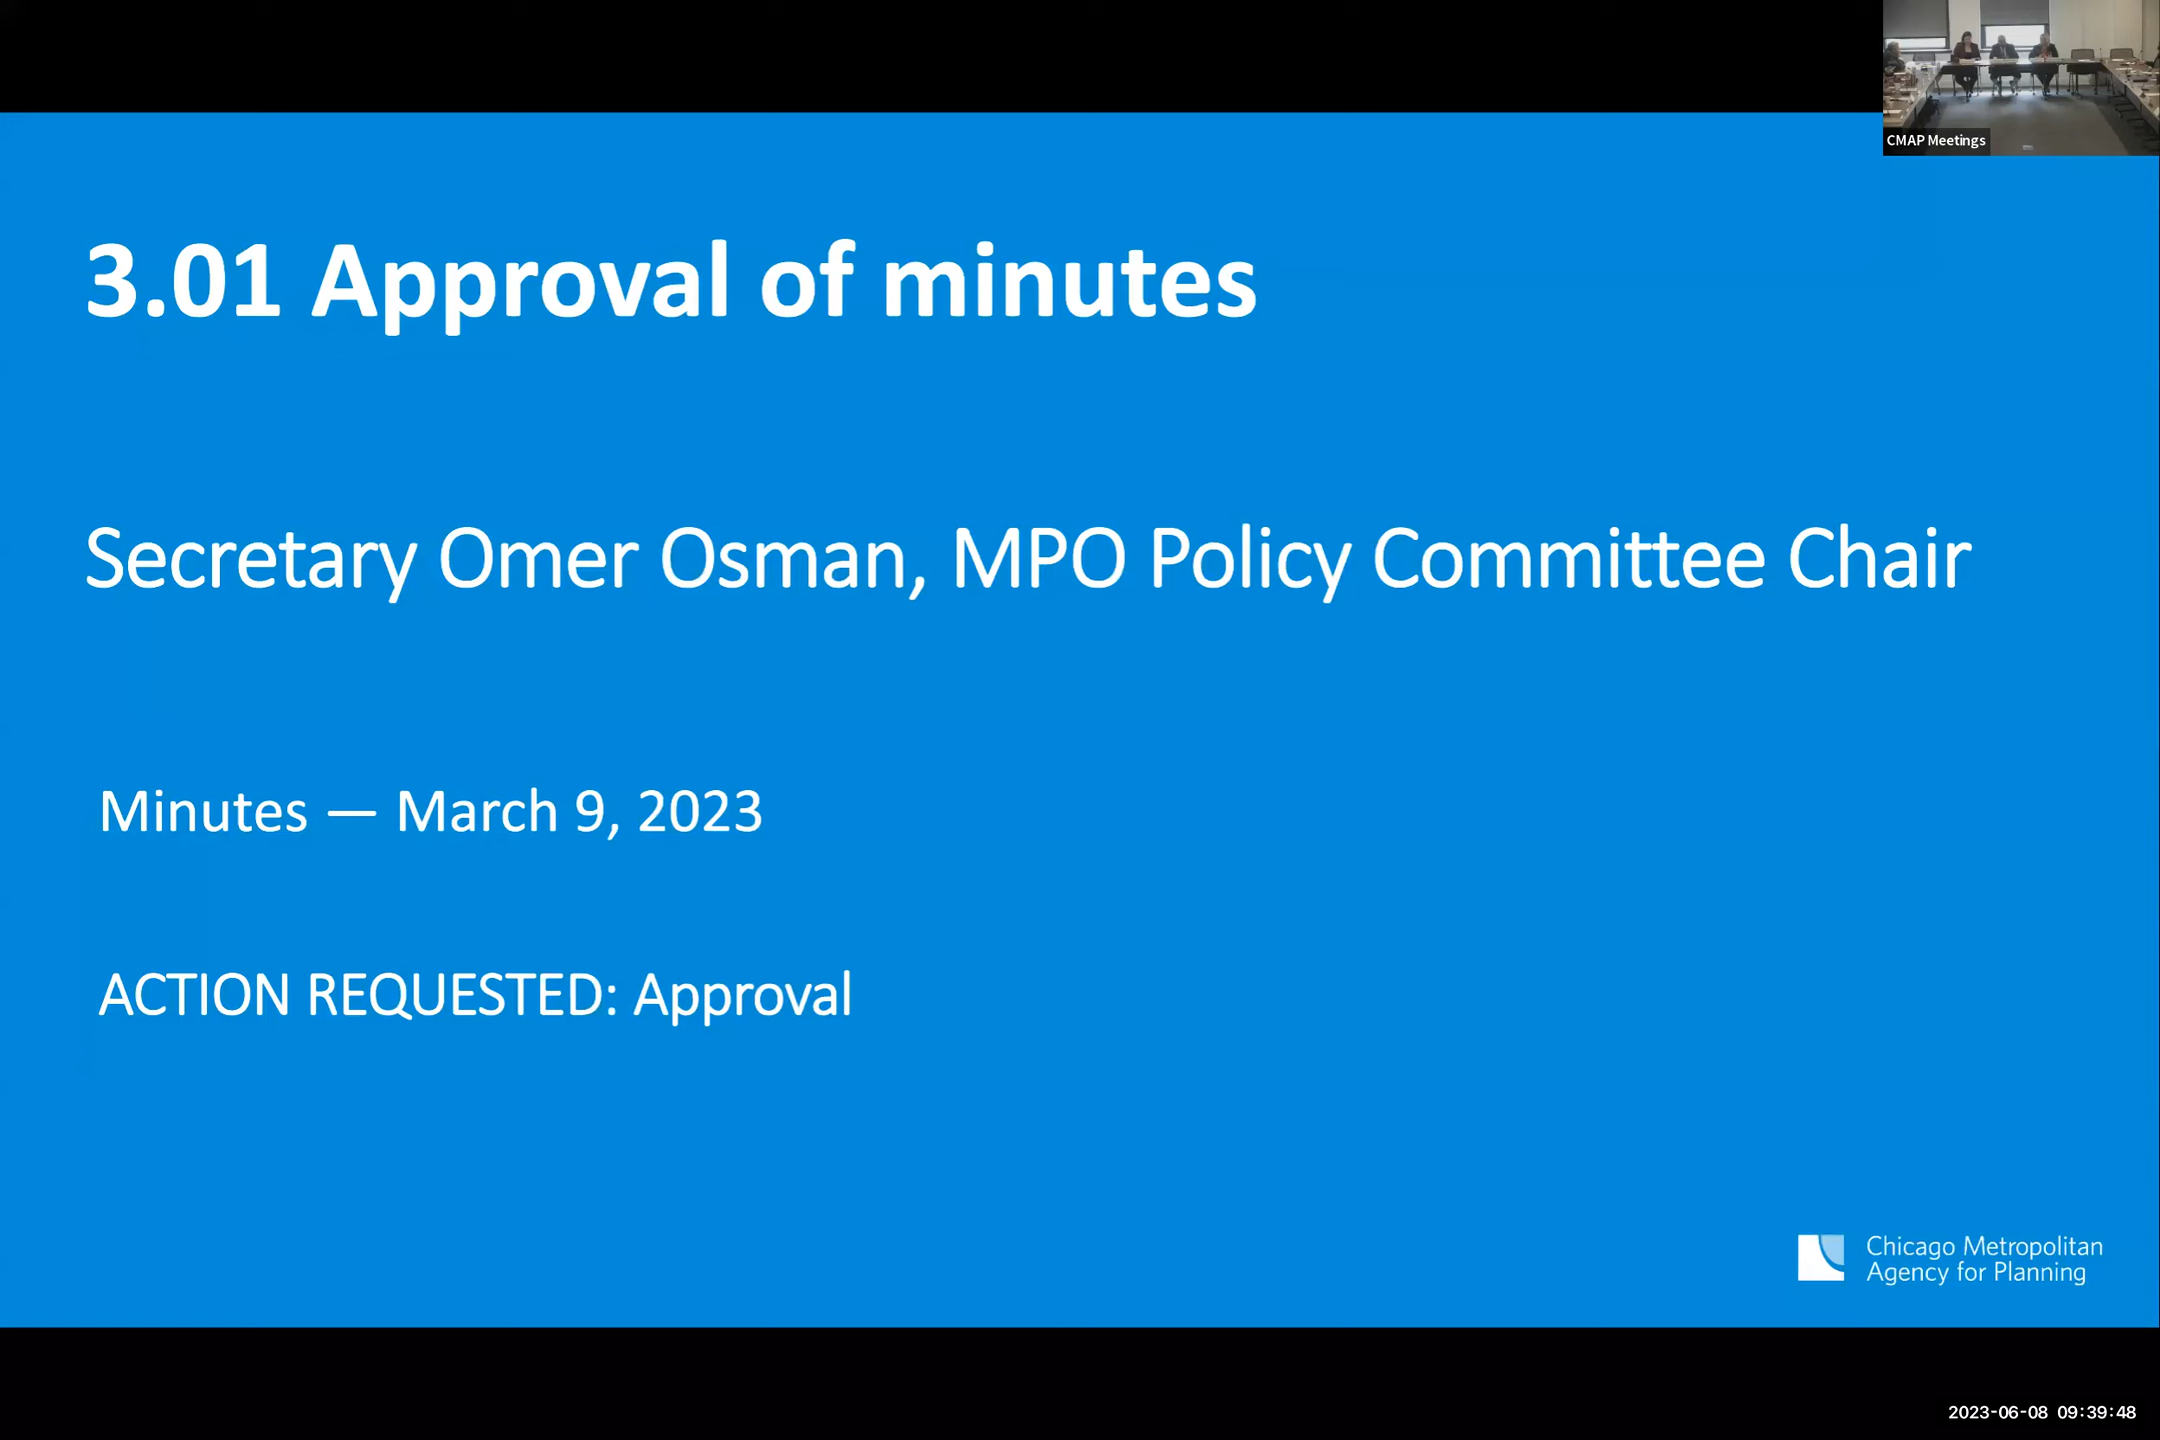 CMAP Meetings
3.01 Approval of minutes
Secretary Omer Osman, MPO Policy Committee Chair
Minutes — March 9, 2023
ACTION REQUESTED: Approval
Chicago Metropolitan
Agency for Planning
2023-06-08 09:39:48